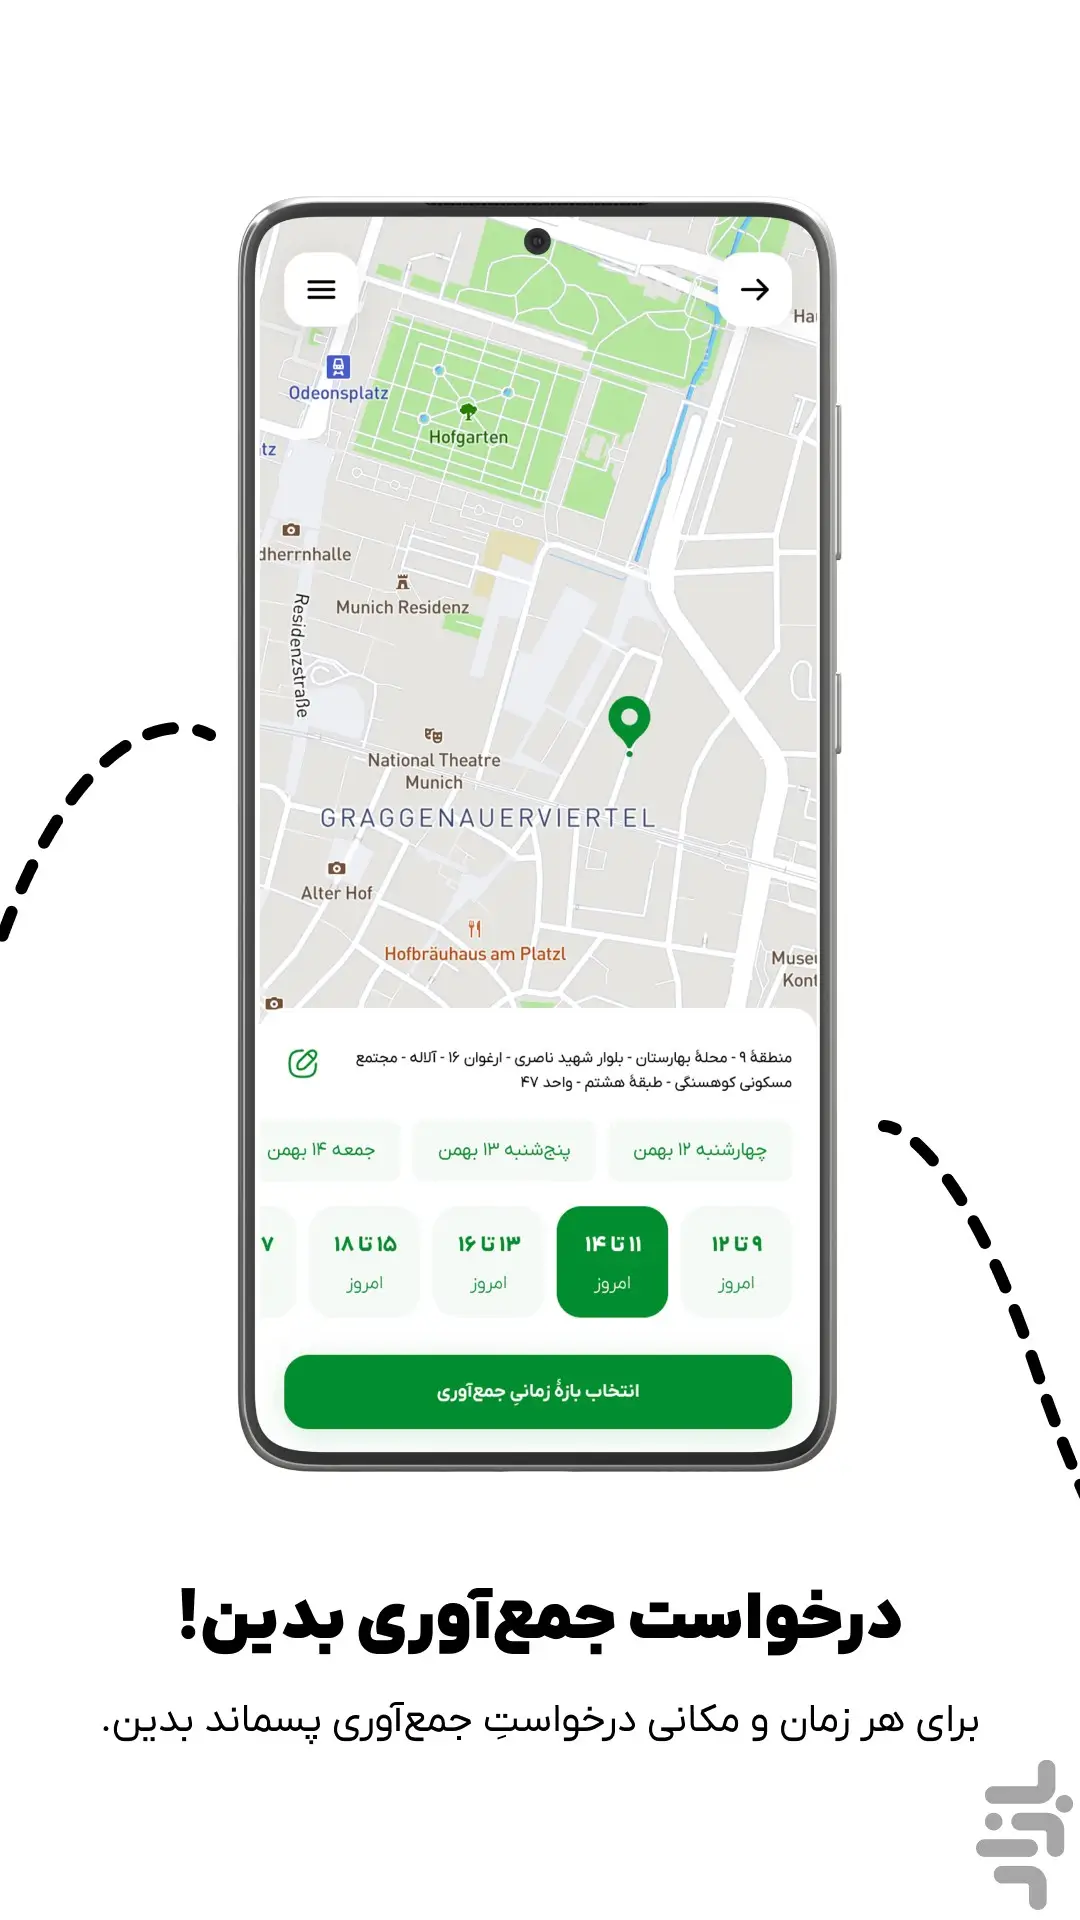 Odeonsplatz
Hofgarten
tz
dherrnhalle
Munich Residenz
Residenzstraße
National Theatre
Munich
GRAGGENAUERVIERTEL
Alter Hof
Hofbräuhaus am Platzl
Ha
Museu
Kont
منطقهٔ ۹ - محلهٔ بهارستان - بلوار شهید ناصری - ارغوان ۱۶ - آلاله - مجتمع
مسکونی کوهسنگی - طبقهٔ هشتم - واحد ۴۷
چهارشنبه ۱۲ بهمن
پنج‌شنبه ۱۳ بهمن
جمعه ۱۴ بهمن
۹ تا ۱۲
امروز
۱۱ تا ۱۴
امروز
۱۳ تا ۱۶
امروز
۱۵ تا ۱۸
امروز
۷
انتخاب بازهٔ زمانیِ جمع‌آوری
درخواست جمع‌آوری بدین!
برای هر زمان و مکانی درخواستِ جمع‌آوری پسماند بدین.
بازار